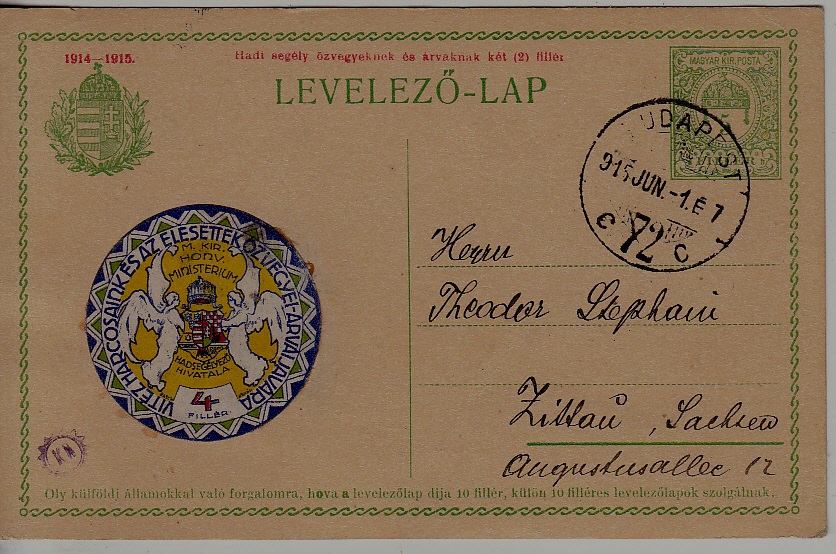 1914—1915.
Hadi segély özvegyeknek és árváknak két (2) fillér
LEVELEZŐ-LAP
MAGYAR KIR. POSTA
5
BUDAPEST
915 JUN.-1.E 7
72
c c
VITÉZ HARCOSAINK ÉS AZ ELESETTEK ÖZVEGYEI-ÁRVÁI JAVÁRA
M. KIR.
HONV.
MINISTERIUM
HADSEGÉLYEZŐ
HIVATALA
4
FILLÉR
Herrn
Theodor Stephani
Zittau, Sachsen
Augustusallee 12
KN
Oly külföldi államokkal való forgalomra, hova a levelezőlap díja 10 fillér, külön 10 filléres levelezőlapok szolgálnak.